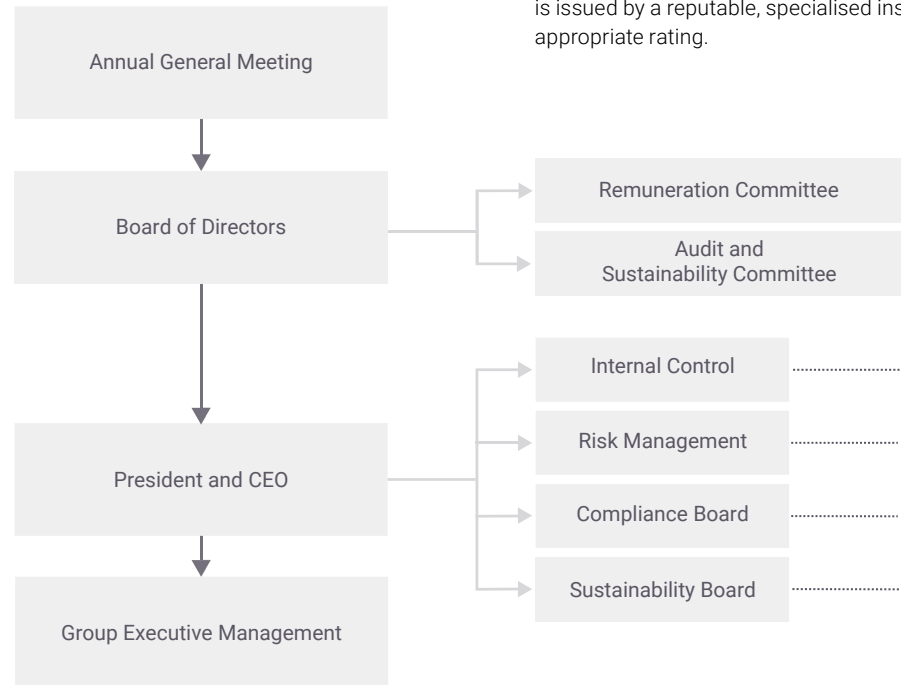 is issued by a reputable, specialised
appropriate rating.
Annual General Meeting
Board of Directors
Remuneration Committee
Audit and
Sustainability Committee
Internal Control
Risk Management
President and CEO
Compliance Board
Sustainability Board
Group Executive Management